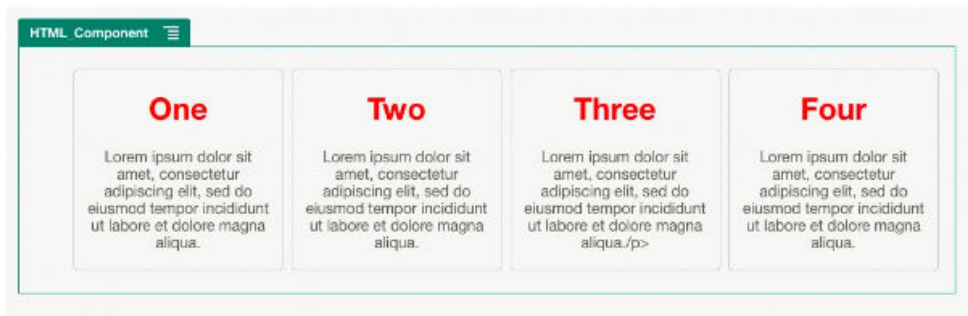 HTML_Component
One
Lorem ipsum dolor sit
amet, consectetur
adipiscing elit, sed do
eiusmod tempor incididunt
ut labore et dolore magna
aliqua.
Two
Lorem ipsum dolor sit
amet, consectetur
adipiscing elit, sed do
eiusmod tempor incididunt
ut labore et dolore magna
aliqua.
Three
Lorem ipsum dolor sit
amet, consectetur
adipiscing elit, sed do
eiusmod tempor incididunt
ut labore et dolore magna
aliqua./p>
Four
Lorem ipsum dolor sit
amet, consectetur
adipiscing elit, sed do
eiusmod tempor incididunt
ut labore et dolore magna
aliqua.